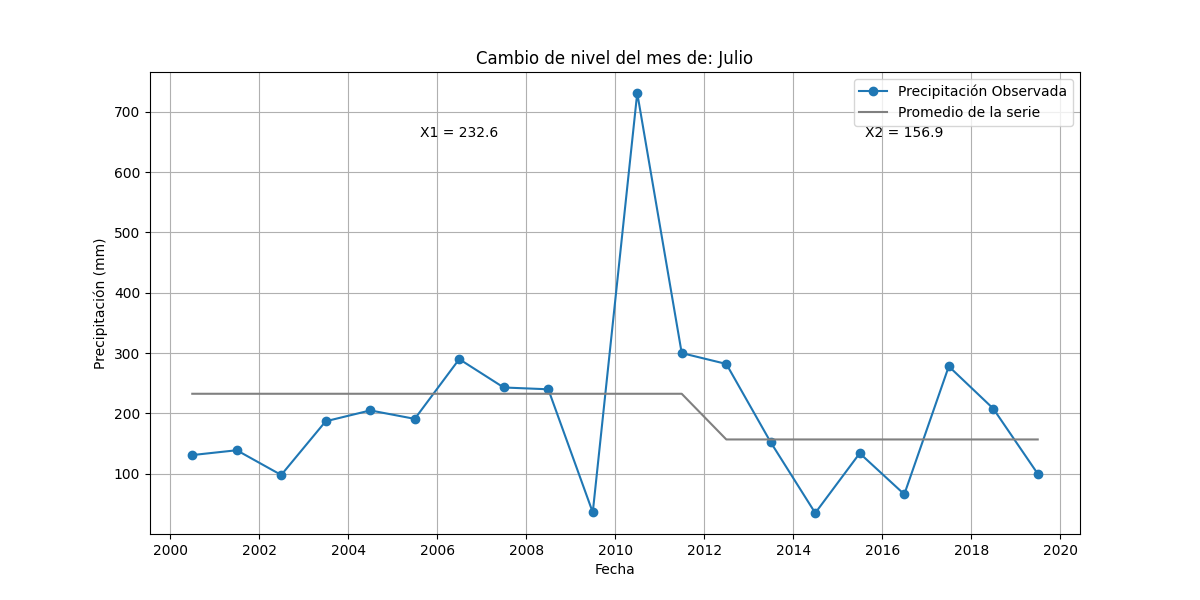 Cambio de nivel del mes de: Julio
Precipitación Observada
Promedio de la serie
X1 = 232.6
X2 = 156.9
Precipitación (mm)
700
600
500
400
300
200
100
2000 2002 2004 2006 2008 2010 2012 2014 2016 2018 2020
Fecha